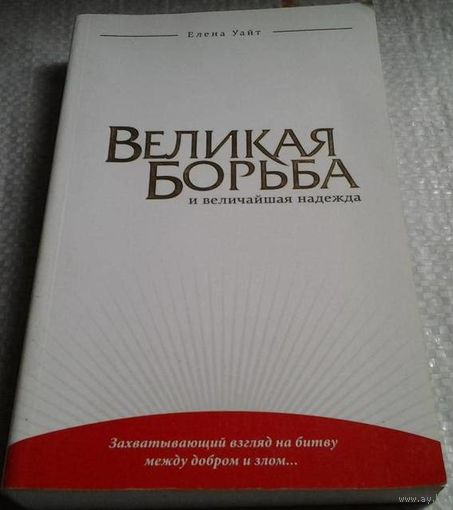 Елена Уайт
Великая
Борьба
и величайшая надежда
Захватывающий взгляд на битву
между добром и злом...